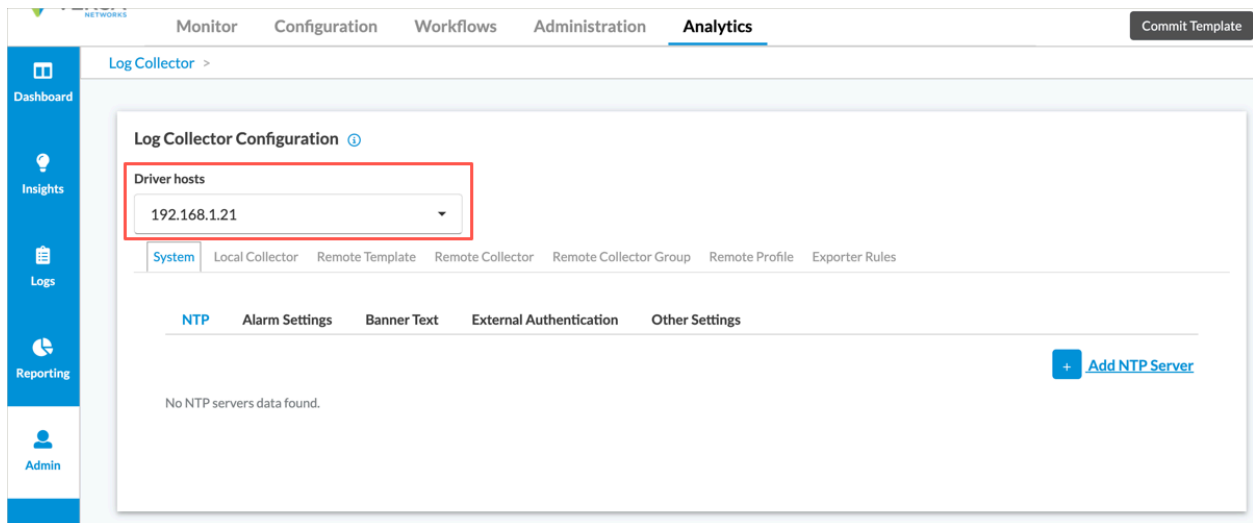 NETWORKS
Monitor Configuration Workflows Administration Analytics
Commit Template
Log Collector >
Dashboard
Insights
Logs
Reporting
Admin
Log Collector Configuration
Driver hosts
192.168.1.21
System Local Collector Remote Template Remote Collector Remote Collector Group Remote Profile Exporter Rules
NTP Alarm Settings Banner Text External Authentication Other Settings
+ Add NTP Server
No NTP servers data found.